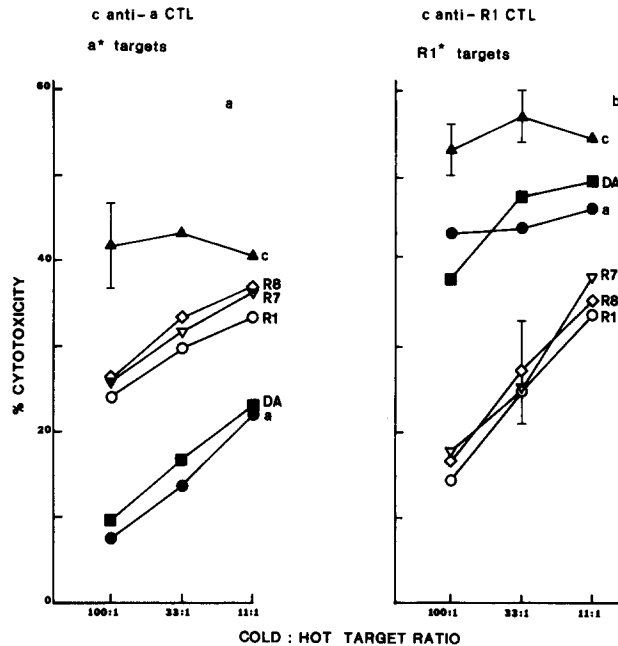 c anti-a CTL
a* targets
c anti-R1 CTL
R1* targets
60
a
c
40
R8
R7
R1
DA
a
20
0
% CYTOTOXICITY
100:1
33:1
11:1
b
c
DA
a
R7
R8
R1
100:1
33:1
11:1
COLD : HOT TARGET RATIO